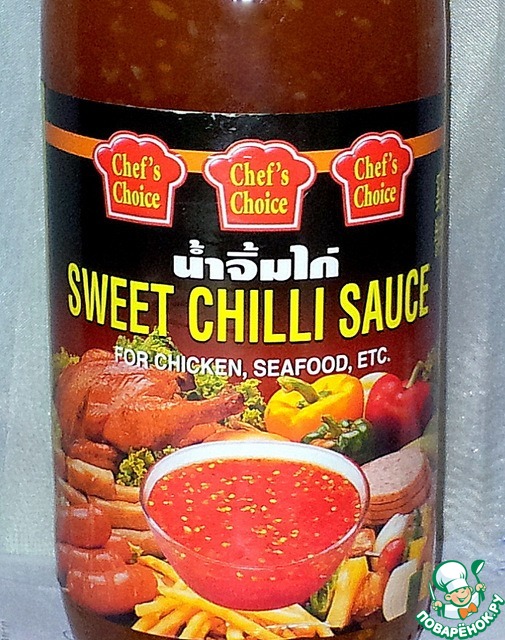 Chef's Choice
Chef's Choice
Chef's Choice
น้ำจิ้มไก่
SWEET CHILLI SAUCE
FOR CHICKEN, SEAFOOD, ETC.
ПОВАРЁНОК.РУ